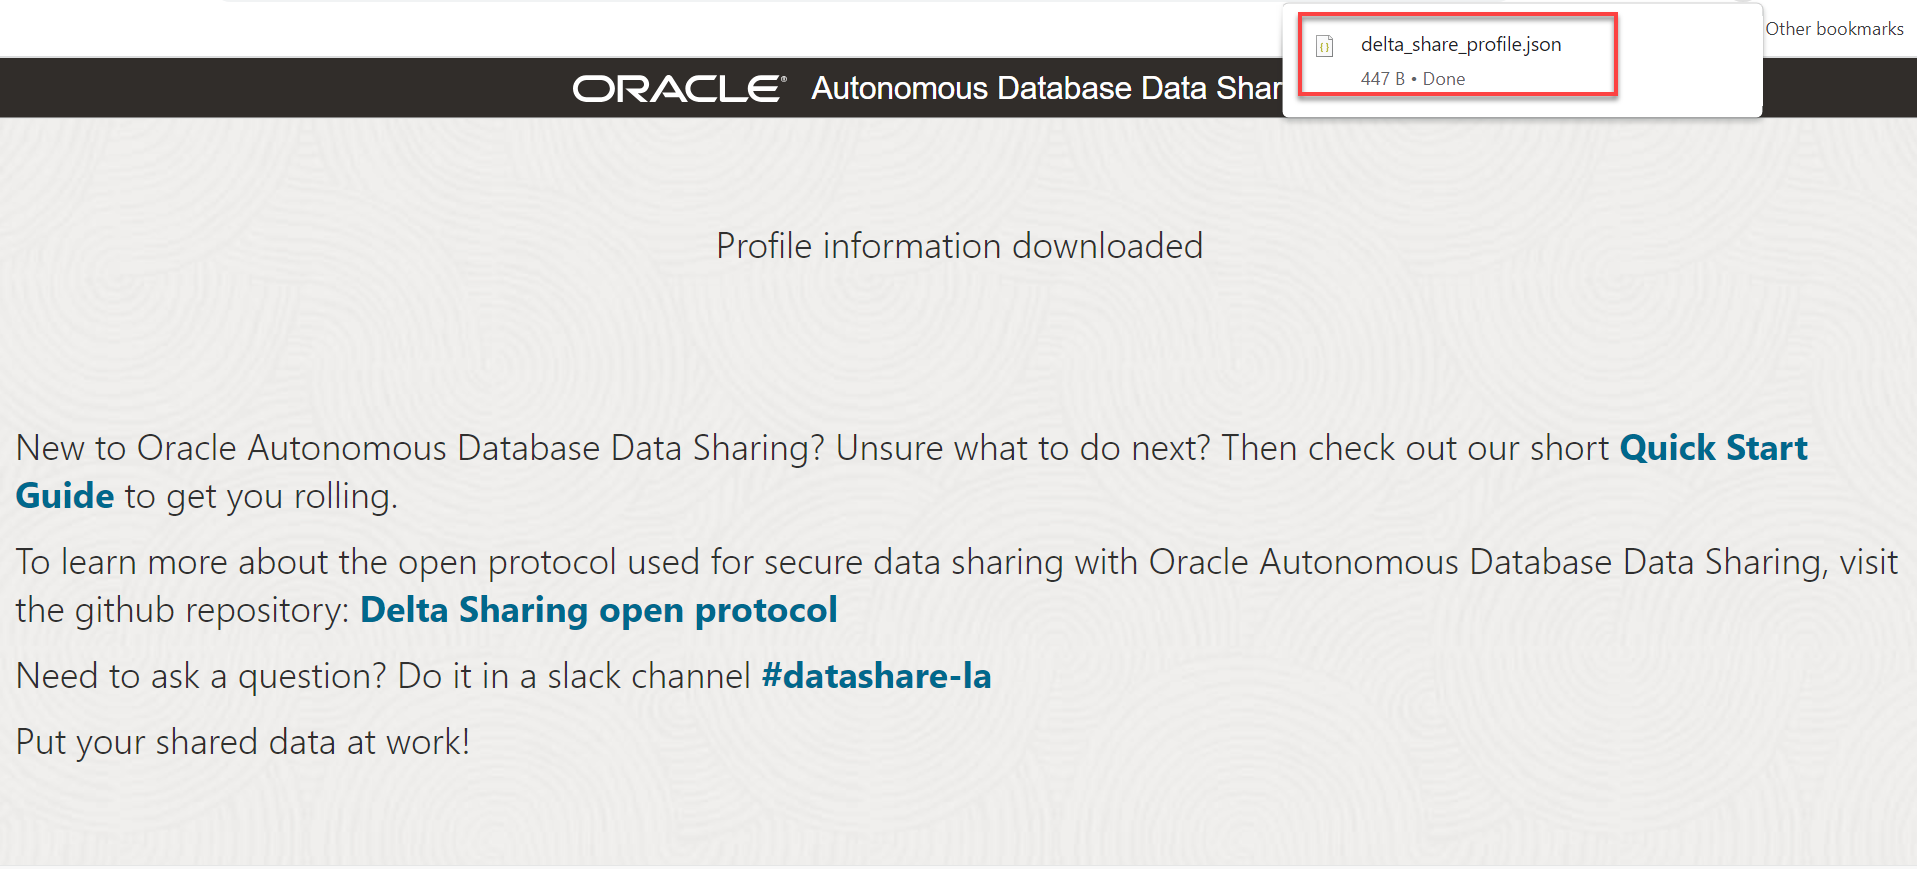 delta_share_profile.json
447 B • Done
Other bookmarks
ORACLE® Autonomous Database Data Shar
Profile information downloaded
New to Oracle Autonomous Database Data Sharing? Unsure what to do next? Then check out our short Quick Start
Guide to get you rolling.
To learn more about the open protocol used for secure data sharing with Oracle Autonomous Database Data Sharing, visit
the github repository: Delta Sharing open protocol
Need to ask a question? Do it in a slack channel #datashare-la
Put your shared data at work!